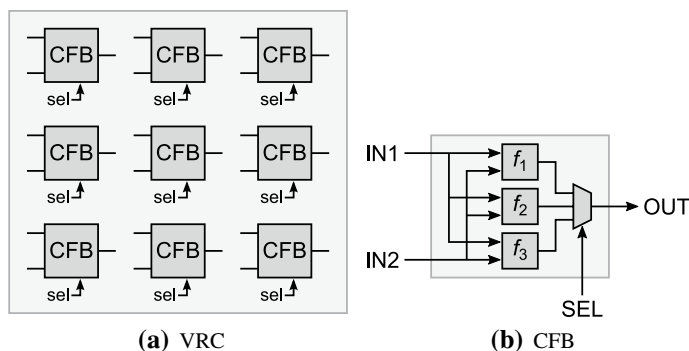 CFB CFB CFB
sel sel sel
CFB CFB CFB
sel sel sel
CFB CFB CFB
sel sel sel
(a) VRC
IN1
IN2
f1
f2
f3
OUT
SEL
(b) CFB